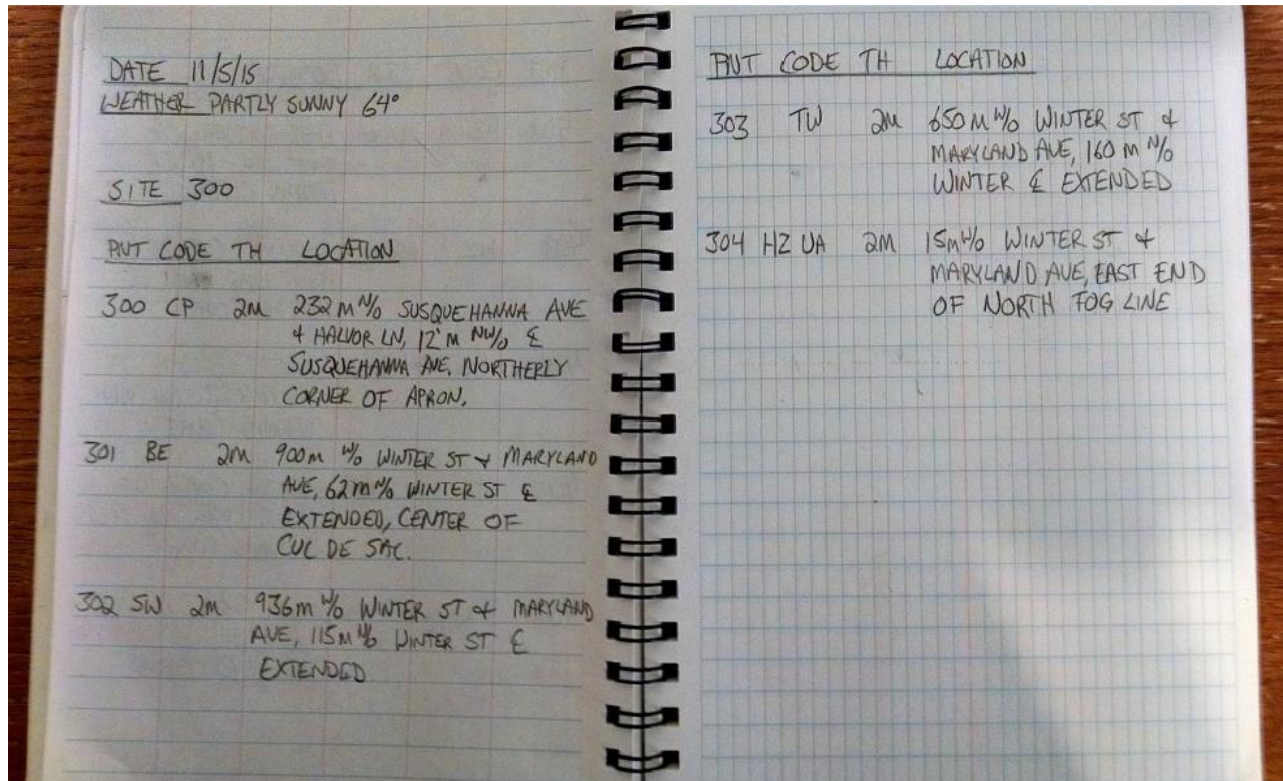 DATE 11/5/15
WEATHER PARTLY SUNNY 64°
SITE 300
PNT CODE TH LOCATION
300 CP 2M 232 M N/O SUSQUEHANNA AVE
& HALVOR LN, 12'M NW/O ℄
SUSQUEHANNA AVE, NORTHERLY
CORNER OF APRON.
301 BE 2M 900M W/O WINTER ST & MARYLAND
AVE, 62M N/O WINTER ST ℄
EXTENDED, CENTER OF
CUL DE SAC.
302 SW 2M 936M W/O WINTER ST & MARYLAND
AVE, 115M N/O WINTER ST ℄
EXTENDED
PNT CODE TH LOCATION
303 TW 2M 650 M W/O WINTER ST &
MARYLAND AVE, 160 M N/O
WINTER ℄ EXTENDED
304 HZ UA 2M 15M W/O WINTER ST &
MARYLAND AVE, EAST END
OF NORTH FOG LINE